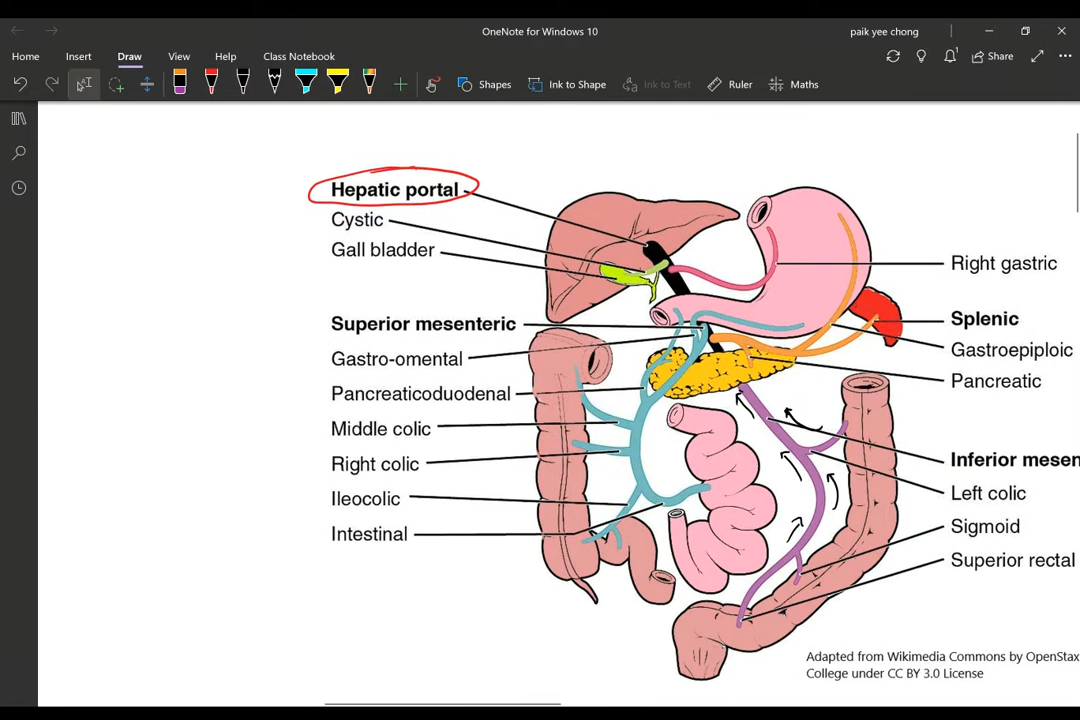 OneNote for Windows 10
paik yee chong
Home Insert Draw View Help Class Notebook
Share
Shapes Ink to Shape Ink to Text Ruler Maths
Hepatic portal
Cystic
Gall bladder
Superior mesenteric
Gastro-omental
Pancreaticoduodenal
Middle colic
Right colic
Ileocolic
Intestinal
Right gastric
Splenic
Gastroepiploic
Pancreatic
Inferior mesen
Left colic
Sigmoid
Superior rectal
Adapted from Wikimedia Commons by OpenStax
College under CC BY 3.0 License